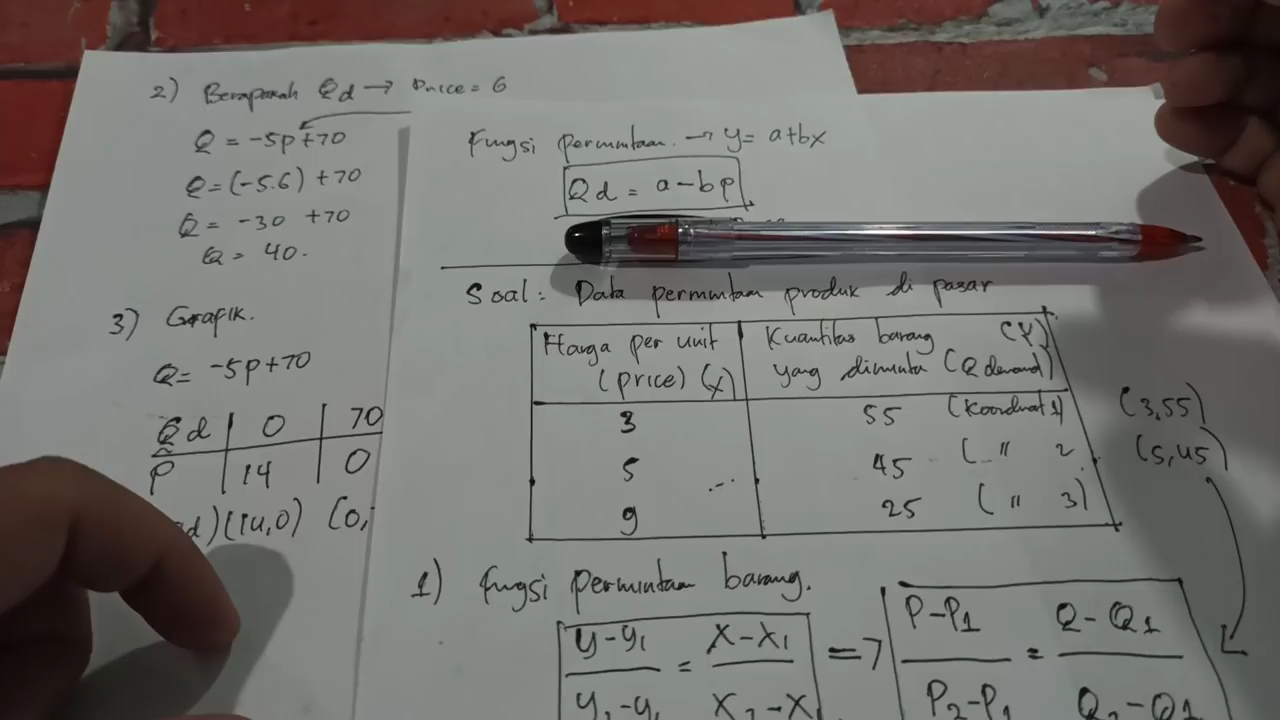 2) Berapakah Qd → Price = 6
Q = -5p+70
Q = (-5.6) + 70
Q = -30 + 70
Q = 40.
3) Grafik.
Q = -5p+70
Qd | 0 | 70
P | 14 | 0
d) (14,0) (0,
Fungsi permintaan. → y = a+bx
Qd = a - bp
Soal : Data permintaan produk di pasar
Harga per unit (price) (x) | Kuantitas barang (Y) yang diminta (Q demand)
3 | 55 (Koordinat 1) (3,55)
5 ... | 45 ( " 2 (5,45)
9 | 25 ( " 3)
1) Fungsi permintaan barang.
y-y1 / y2-y1 = x-x1 / x2-x => P-P1 / P2-P1 = Q-Q1 / Q2-Q1